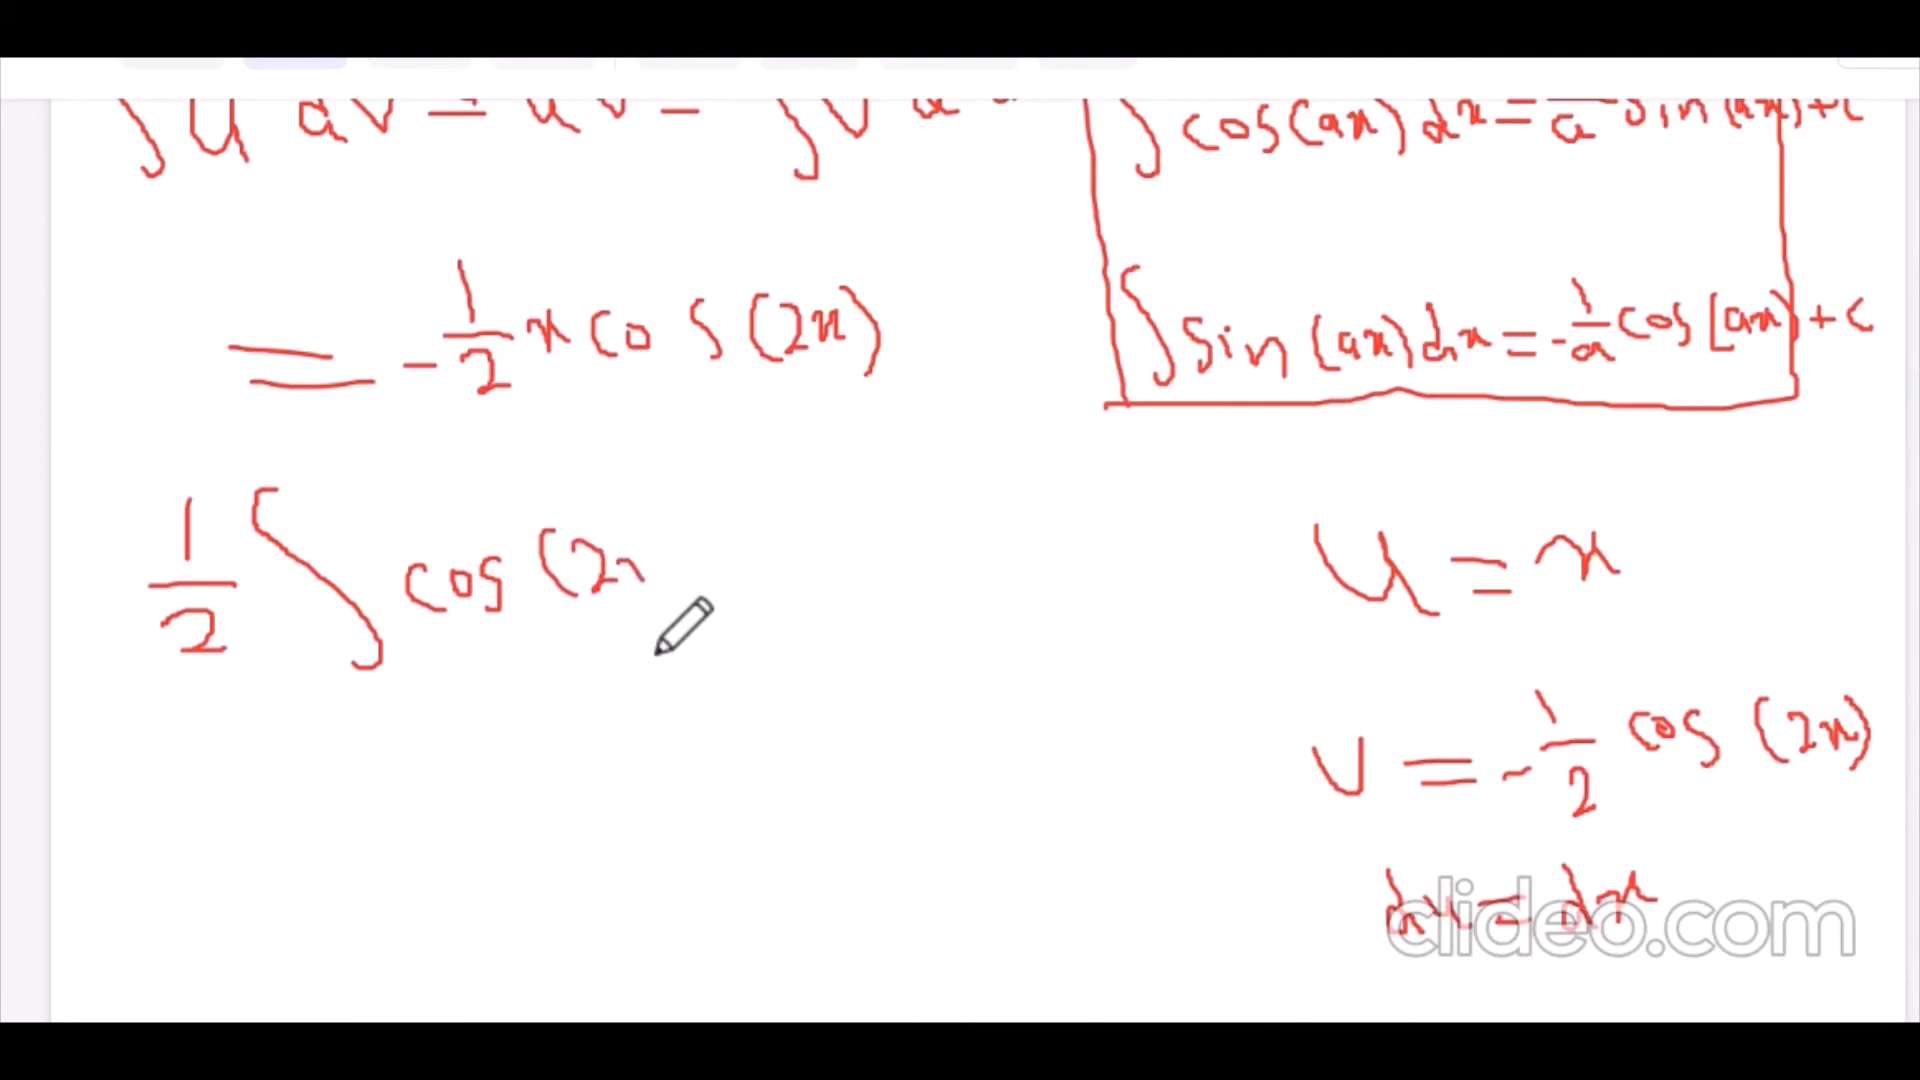 ∫ u dv = uv - ∫ v du
∫ cos(ax) dx = 1/a sin(ax) + c
= - 1/2 x cos(2x)
∫ sin(ax) dx = - 1/a cos[ax) + c
1/2 ∫ cos (2x
u = x
v = - 1/2 cos (2x)
du = dx
clideo.com